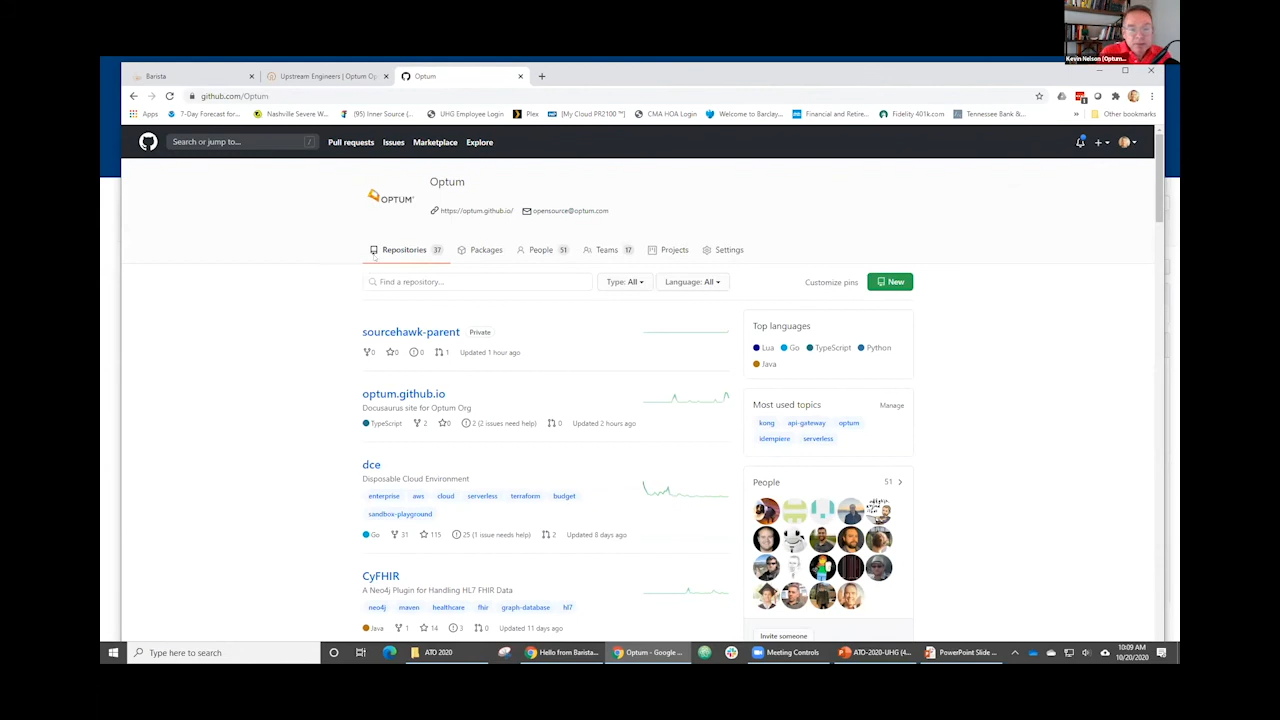 Kevin Nelson (Optum...
Barista
Upstream Engineers | Optum Op
Optum
github.com/Optum
Apps
7-Day Forecast for...
Nashville Severe W...
(95) Inner Source (...
UHG Employee Login
Plex
[My Cloud PR2100 ™]
CMA HOA Login
Welcome to Barclay...
Financial and Retire...
Fidelity 401k.com
Tennessee Bank &...
Other bookmarks
Search or jump to...
/
Pull requests
Issues
Marketplace
Explore
Optum
OPTUM
https://optum.github.io/
opensource@optum.com
Repositories 37
Packages
People 51
Teams 17
Projects
Settings
Find a repository...
Type: All
Language: All
Customize pins
New
sourcehawk-parent
Private
0 0 0 1 Updated 1 hour ago
optum.github.io
Docusaurus site for Optum Org
TypeScript 2 0 2 (2 issues need help) 0 Updated 2 hours ago
dce
Disposable Cloud Environment
enterprise aws cloud serverless terraform budget
sandbox-playground
Go 31 115 25 (1 issue needs help) 2 Updated 8 days ago
CyFHIR
A Neo4j Plugin for Handling HL7 FHIR Data
neo4j maven healthcare fhir graph-database hl7
Java 1 14 3 0 Updated 11 days ago
Top languages
Lua Go TypeScript Python
Java
Most used topics
Manage
kong api-gateway optum
idempiere serverless
People
51
Invite someone
Type here to search
ATO 2020
Hello from Barista...
Optum - Google ...
Meeting Controls
ATO-2020-UHG (4...
PowerPoint Slide ...
10:09 AM
10/20/2020